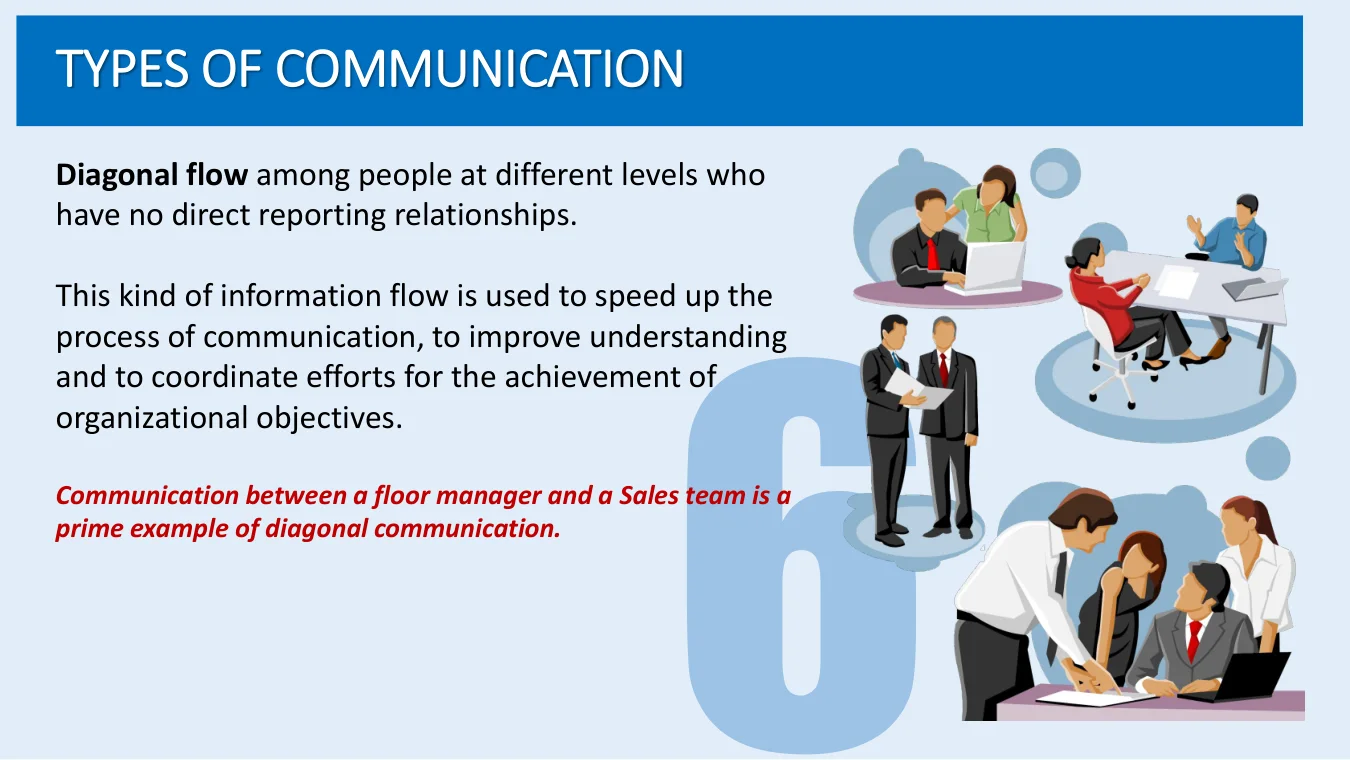 TYPES OF COMMUNICATION
Diagonal flow among people at different levels who
have no direct reporting relationships.
This kind of information flow is used to speed up the
process of communication, to improve understanding
and to coordinate efforts for the achievement of
organizational objectives.
Communication between a floor manager and a Sales team is a
prime example of diagonal communication.
6